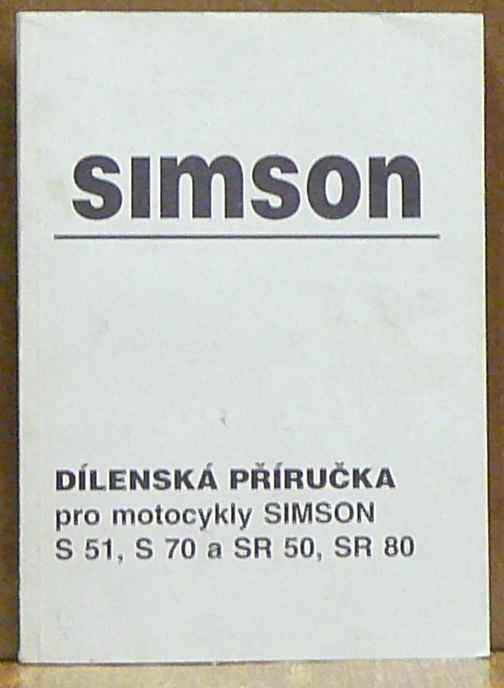 simson
DÍLENSKÁ PŘÍRUČKA
pro motocykly SIMSON
S 51, S 70 a SR 50, SR 80